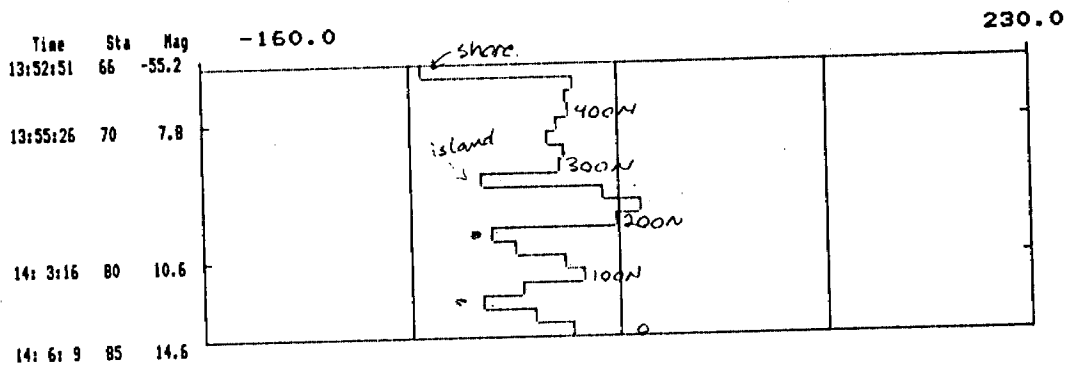 -160.0 230.0
Time Sta Mag
13:52:51 66 -55.2
shore.
400N
13:55:26 70 7.8
island
300N
200N
14: 3:16 80 10.6
100N
0
14: 6: 9 85 14.6